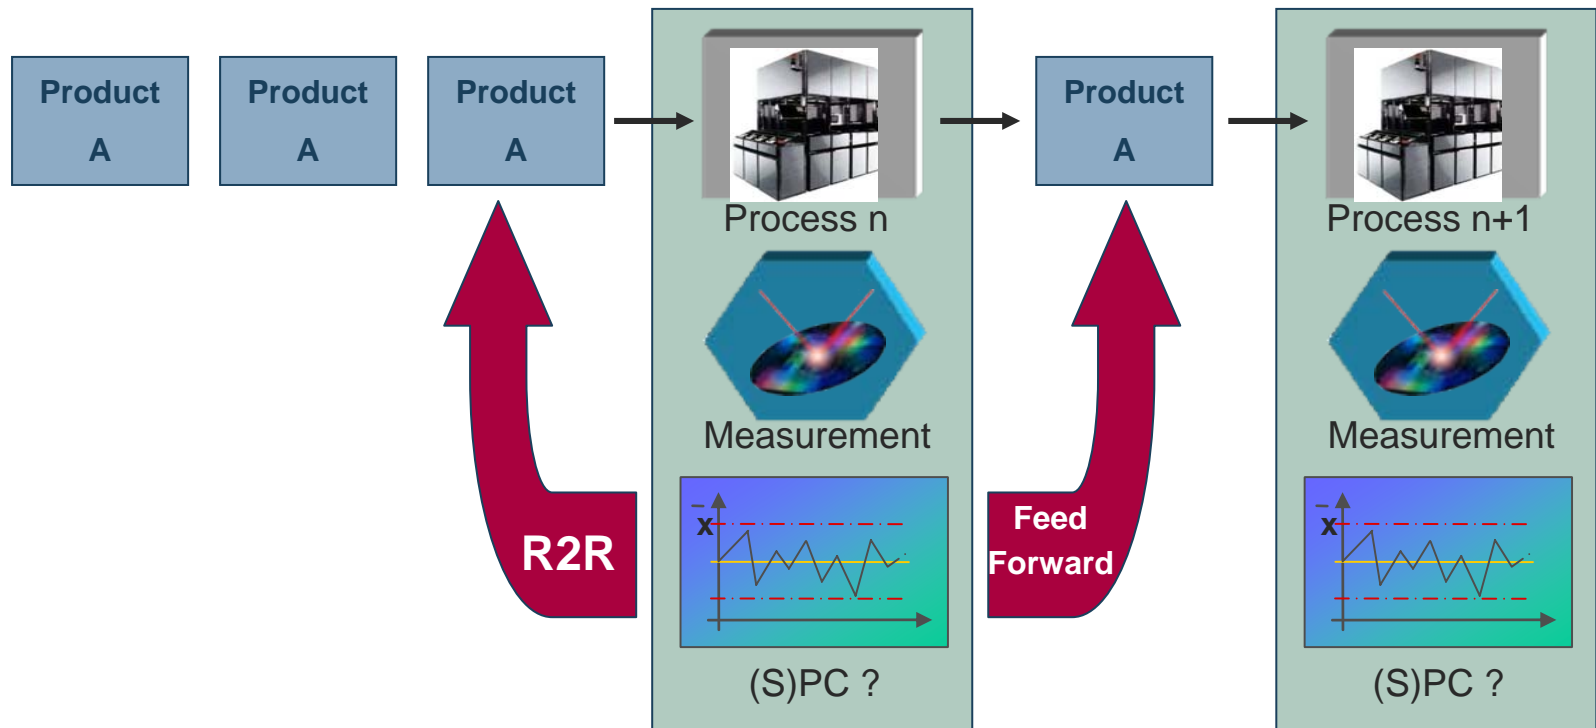 Product
A
Product
A
Product
A
Process n
Product
A
Process n+1
Measurement
Measurement
R2R
x̄
Feed
Forward
x̄
(S)PC ?
(S)PC ?